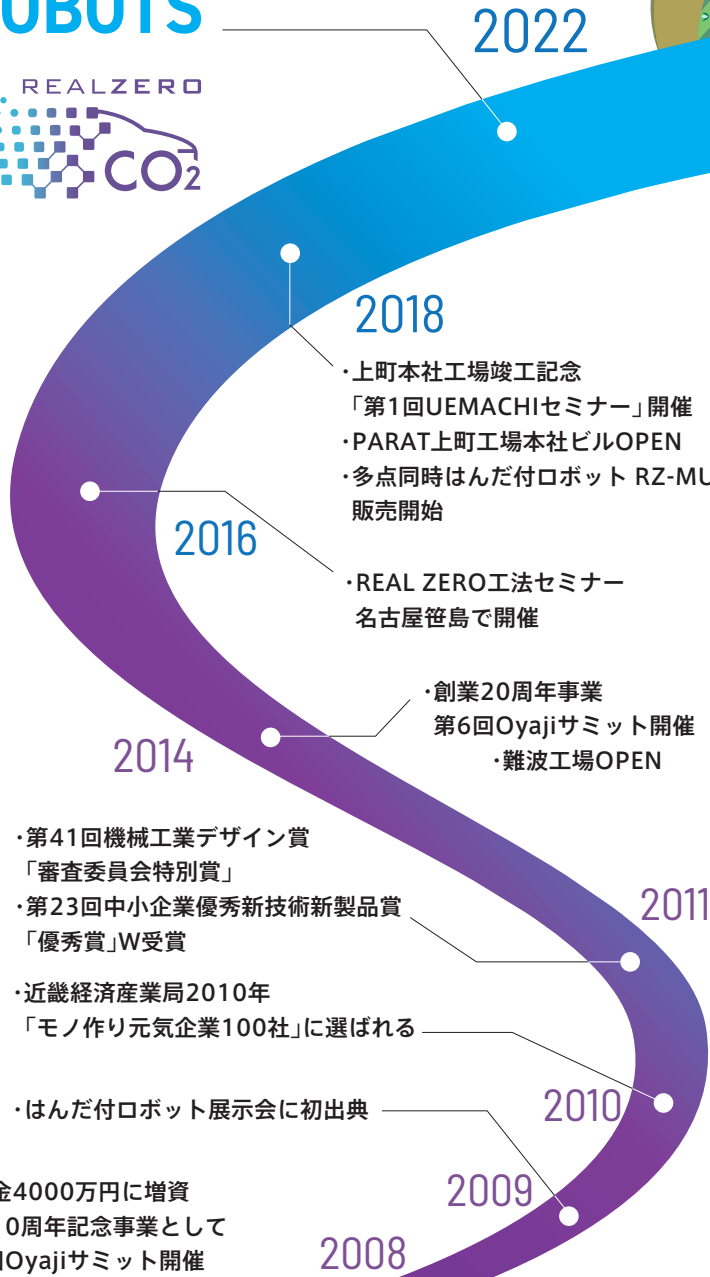 2022
REALZERO
CO2
2018
・上町本社工場竣工記念
「第1回UEMACHIセミナー」開催
・PARAT上町工場本社ビルOPEN
・多点同時はんだ付ロボット RZ-MU
販売開始
2016
・REAL ZERO工法セミナー
名古屋笹島で開催
・創業20周年事業
第6回Oyajiサミット開催
・難波工場OPEN
2014
・第41回機械工業デザイン賞
「審査委員会特別賞」
・第23回中小企業優秀新技術新製品賞
「優秀賞」W受賞
2011
・近畿経済産業局2010年
「モノ作り元気企業100社」に選ばれる
・はんだ付ロボット展示会に初出典
2010
2009
金4000万円に増資
0周年記念事業として
回Oyajiサミット開催
2008